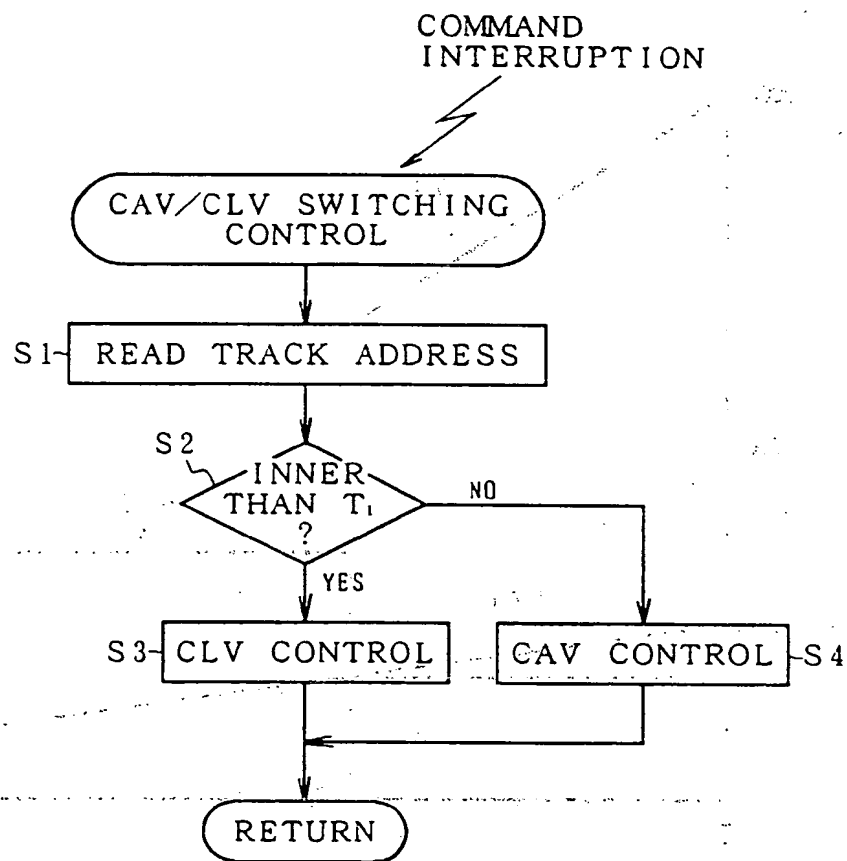 COMMAND
INTERRUPTION
CAV/CLV SWITCHING
CONTROL
S1
READ TRACK ADDRESS
S2
INNER
THAN T₁
?
NO
YES
S3
CLV CONTROL
CAV CONTROL
S4
RETURN